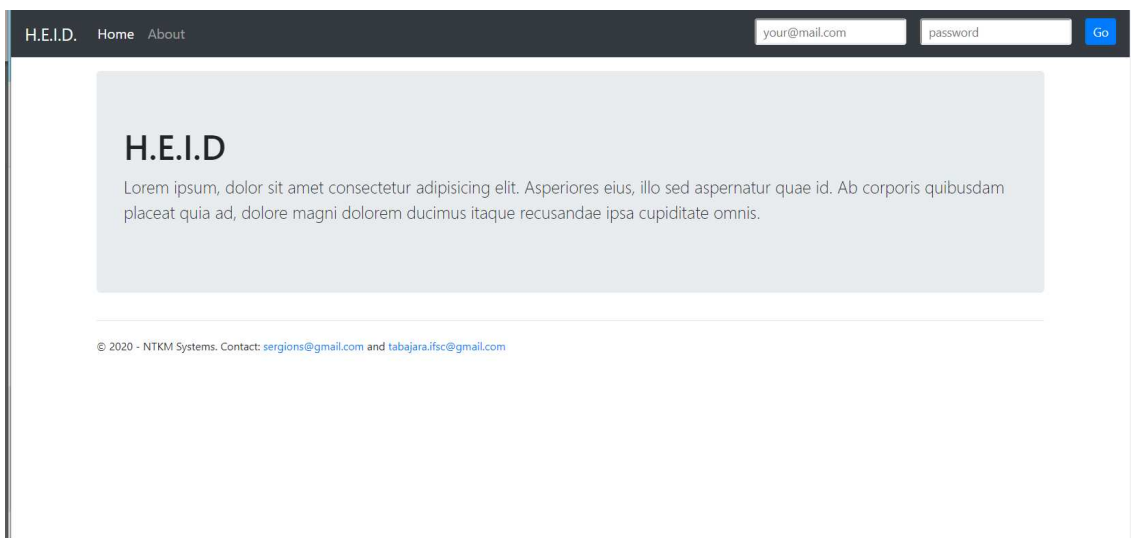 H.E.I.D. Home About your@mail.com password Go
H.E.I.D
Lorem ipsum, dolor sit amet consectetur adipisicing elit. Asperiores eius, illo sed aspernatur quae id. Ab corporis quibusdam
placeat quia ad, dolore magni dolorem ducimus itaque recusandae ipsa cupiditate omnis.
© 2020 - NTKM Systems. Contact: sergions@gmail.com and tabajara.ifsc@gmail.com